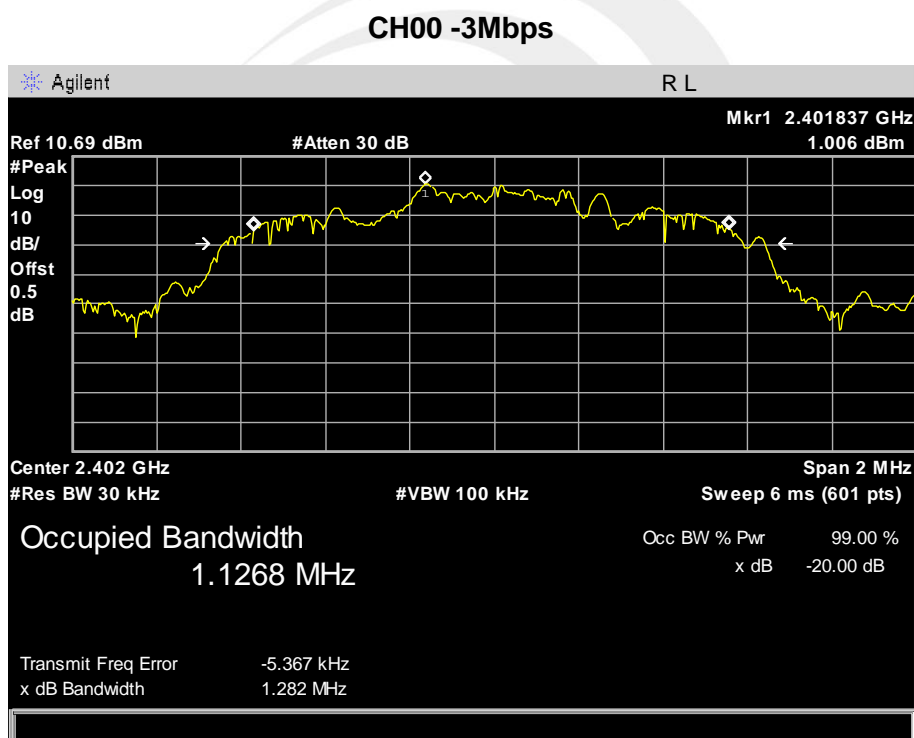 CH00 -3Mbps
Agilent R L
Mkr1 2.401837 GHz
Ref 10.69 dBm #Atten 30 dB 1.006 dBm
#Peak
Log
10
dB/
Offst
0.5
dB
1
Center 2.402 GHz Span 2 MHz
#Res BW 30 kHz #VBW 100 kHz Sweep 6 ms (601 pts)
Occupied Bandwidth Occ BW % Pwr 99.00 %
1.1268 MHz x dB -20.00 dB
Transmit Freq Error -5.367 kHz
x dB Bandwidth 1.282 MHz